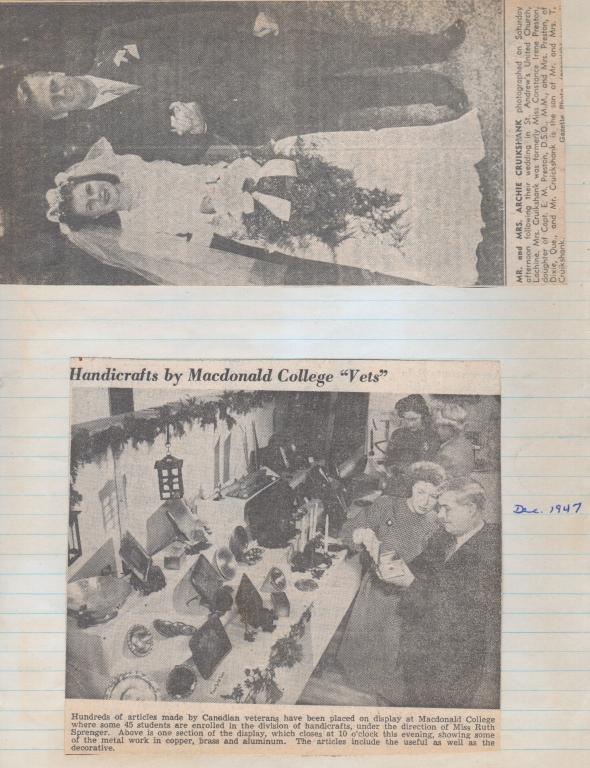 MR. and MRS. ARCHIE CRUIKSHANK photographed on Saturday
afternoon following their wedding in St. Andrew's United Church,
Lachine. Mrs. Cruikshank was formerly Miss Constance Irene Preston,
daughter of Capt. E. M. Preston, D.S.O., M.M., and Mrs. Preston, of
Dixie, Que., and Mr. Cruickshank is the son of Mr. and Mrs. T.
Cruikshank.
Gazette Photo
Handicrafts by Macdonald College "Vets"
Dec. 1947
Hundreds of articles made by Canadian veterans have been placed on display at Macdonald College
where some 45 students are enrolled in the division of handicrafts, under the direction of Miss Ruth
Sprenger. Above is one section of the display, which closes at 10 o'clock this evening, showing some
of the metal work in copper, brass and aluminum. The articles include the useful as well as the
decorative.